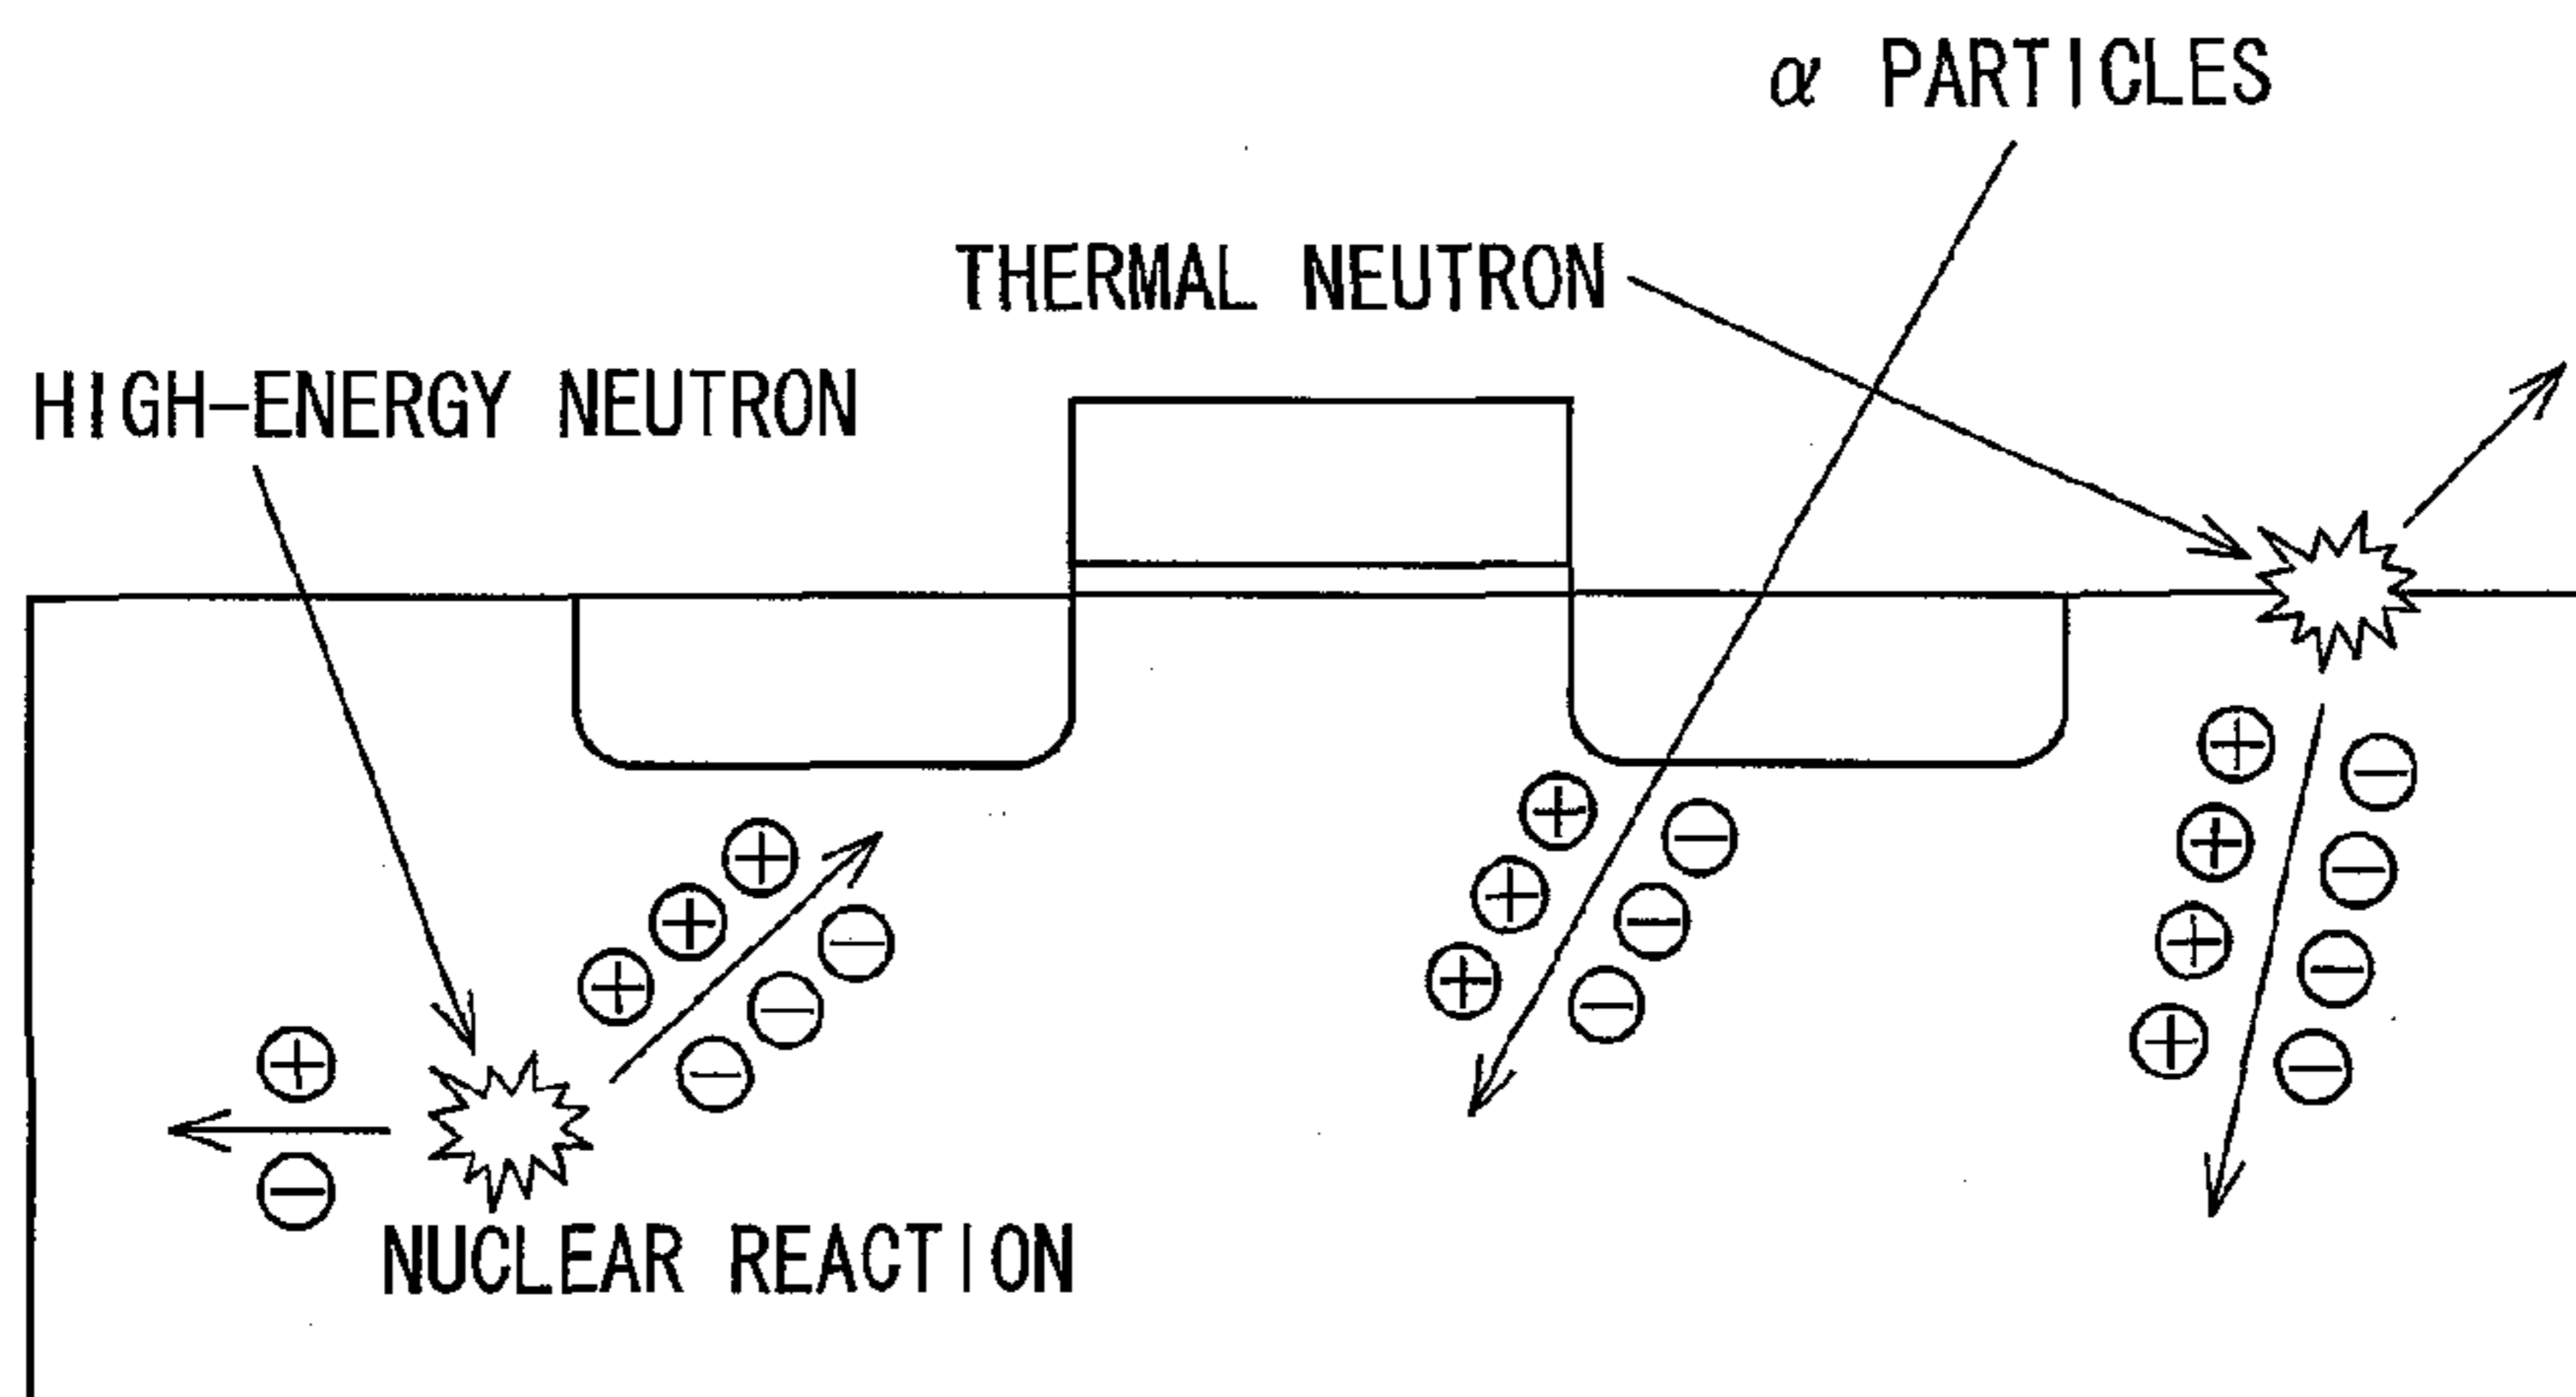 α PARTICLES
THERMAL NEUTRON
HIGH-ENERGY NEUTRON
⊕ ⊖
⊕ ⊖
⊕ ⊕ ⊖
⊕ ⊖
⊕ ⊖ ⊕ ⊖
⊕ ⊖ ⊕ ⊖
⊕ ⊖ ⊕ ⊖
⊖
NUCLEAR REACTION